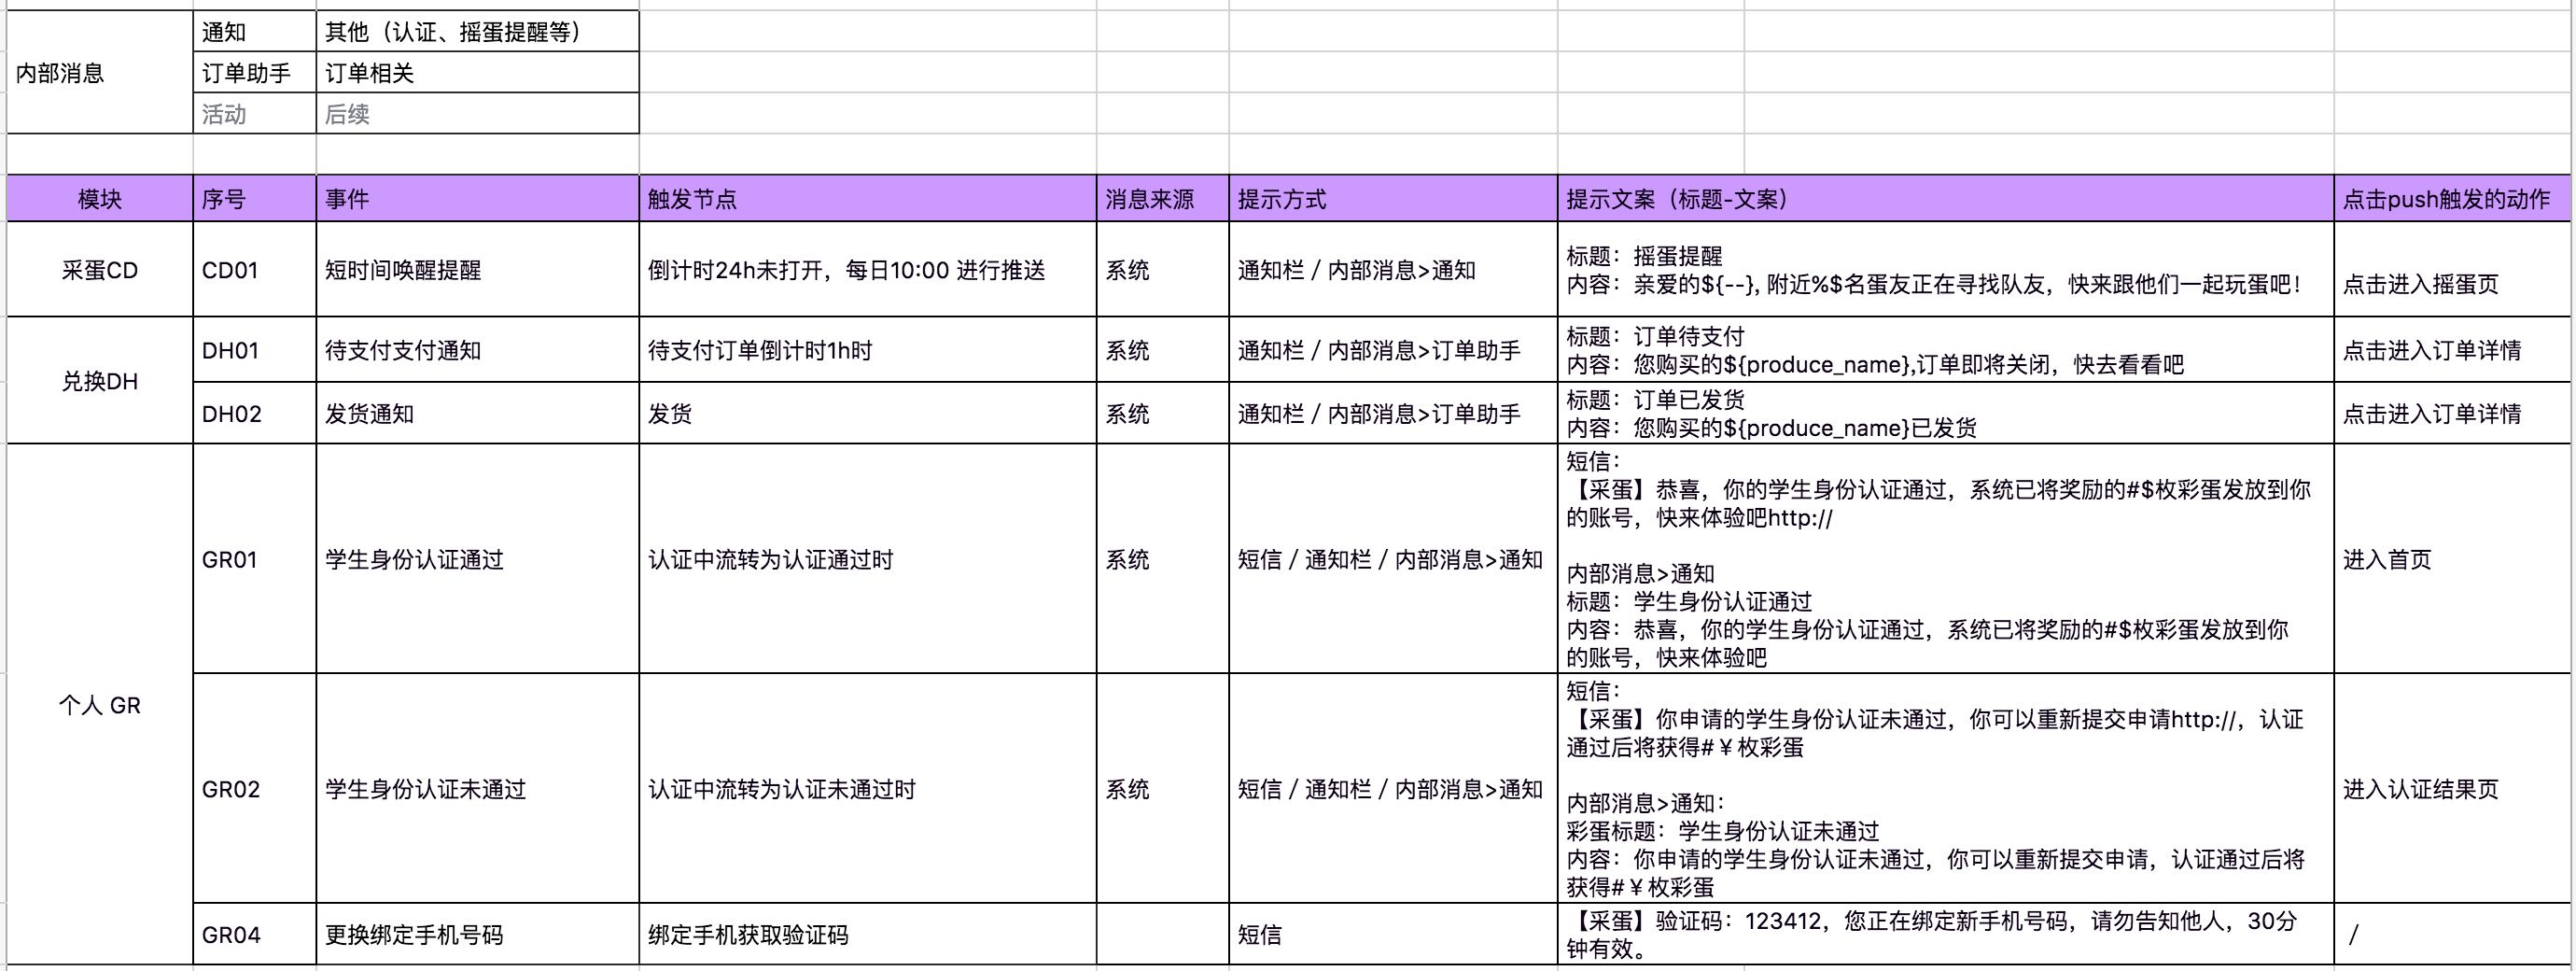 内部消息
通知 其他（认证、摇蛋提醒等）
订单助手 订单相关
活动 后续
模块 序号 事件 触发节点 消息来源 提示方式 提示文案（标题-文案） 点击push触发的动作
采蛋CD CD01 短时间唤醒提醒 倒计时24h未打开，每日10:00 进行推送 系统 通知栏 / 内部消息>通知
标题：摇蛋提醒
内容：亲爱的${--}, 附近%$名蛋友正在寻找队友，快来跟他们一起玩蛋吧！
点击进入摇蛋页
兑换DH
DH01 待支付支付通知 待支付订单倒计时1h时 系统 通知栏 / 内部消息>订单助手
标题：订单待支付
内容：您购买的${produce_name},订单即将关闭，快去看看吧
点击进入订单详情
DH02 发货通知 发货 系统 通知栏 / 内部消息>订单助手
标题：订单已发货
内容：您购买的${produce_name}已发货
点击进入订单详情
个人 GR
GR01 学生身份认证通过 认证中流转为认证通过时 系统 短信 / 通知栏 / 内部消息>通知
短信：
【采蛋】恭喜，你的学生身份认证通过，系统已将奖励的#$枚彩蛋发放到你
的账号，快来体验吧http://
内部消息>通知
标题：学生身份认证通过
内容：恭喜，你的学生身份认证通过，系统已将奖励的#$枚彩蛋发放到你
的账号，快来体验吧
进入首页
GR02 学生身份认证未通过 认证中流转为认证未通过时 系统 短信 / 通知栏 / 内部消息>通知
短信：
【采蛋】你申请的学生身份认证未通过，你可以重新提交申请http://，认证
通过后将获得#￥枚彩蛋
内部消息>通知：
彩蛋标题：学生身份认证未通过
内容：你申请的学生身份认证未通过，你可以重新提交申请，认证通过后将
获得#￥枚彩蛋
进入认证结果页
GR04 更换绑定手机号码 绑定手机获取验证码 短信
【采蛋】验证码：123412，您正在绑定新手机号码，请勿告知他人，30分
钟有效。
/